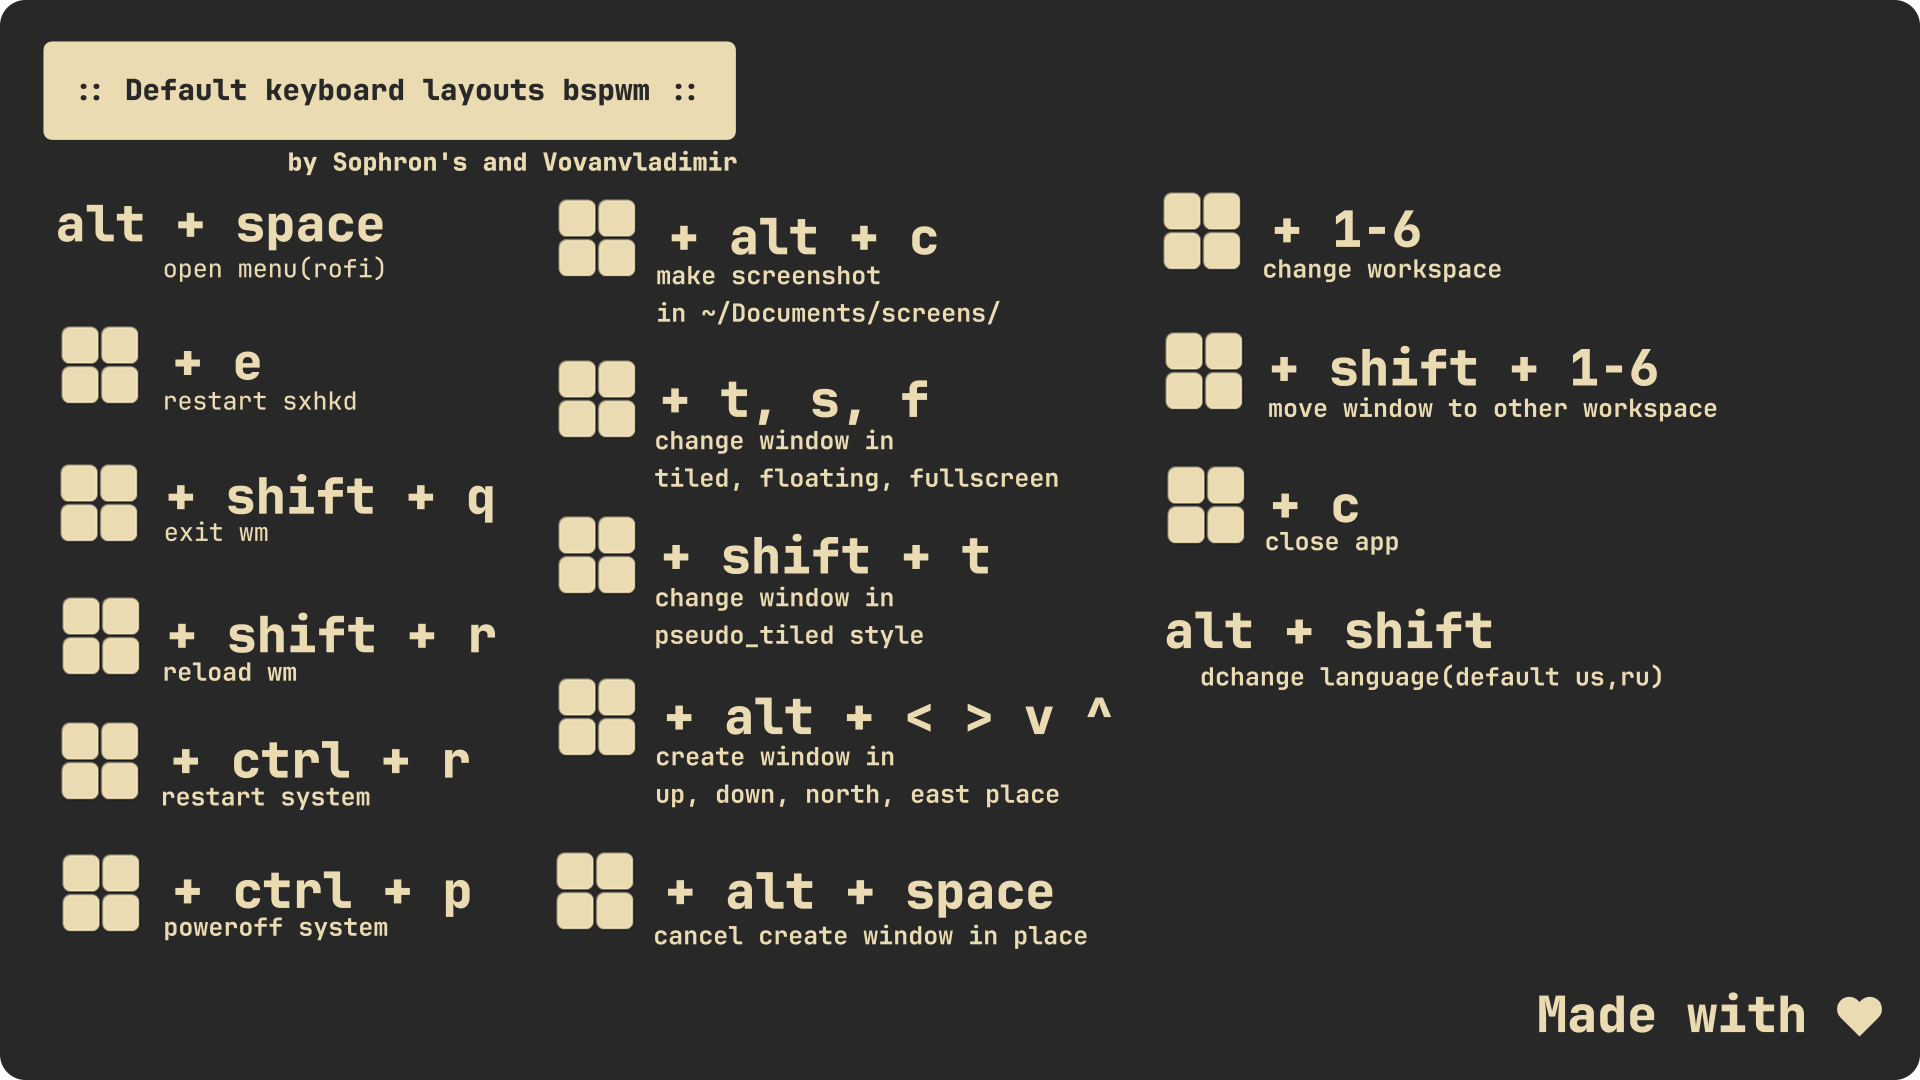 :: Default keyboard layouts bspwm ::
by Sophron's and Vovanvladimir
alt + space
open menu(rofi)
+ e
restart sxhkd
+ shift + q
exit wm
+ shift + r
reload wm
+ ctrl + r
restart system
+ ctrl + p
poweroff system
+ alt + c
make screenshot
in ~/Documents/screens/
+ t, s, f
change window in
tiled, floating, fullscreen
+ shift + t
change window in
pseudo_tiled style
+ alt + < > v ^
create window in
up, down, north, east place
+ alt + space
cancel create window in place
+ 1-6
change workspace
+ shift + 1-6
move window to other workspace
+ c
close app
alt + shift
dchange language(default us,ru)
Made with ♥